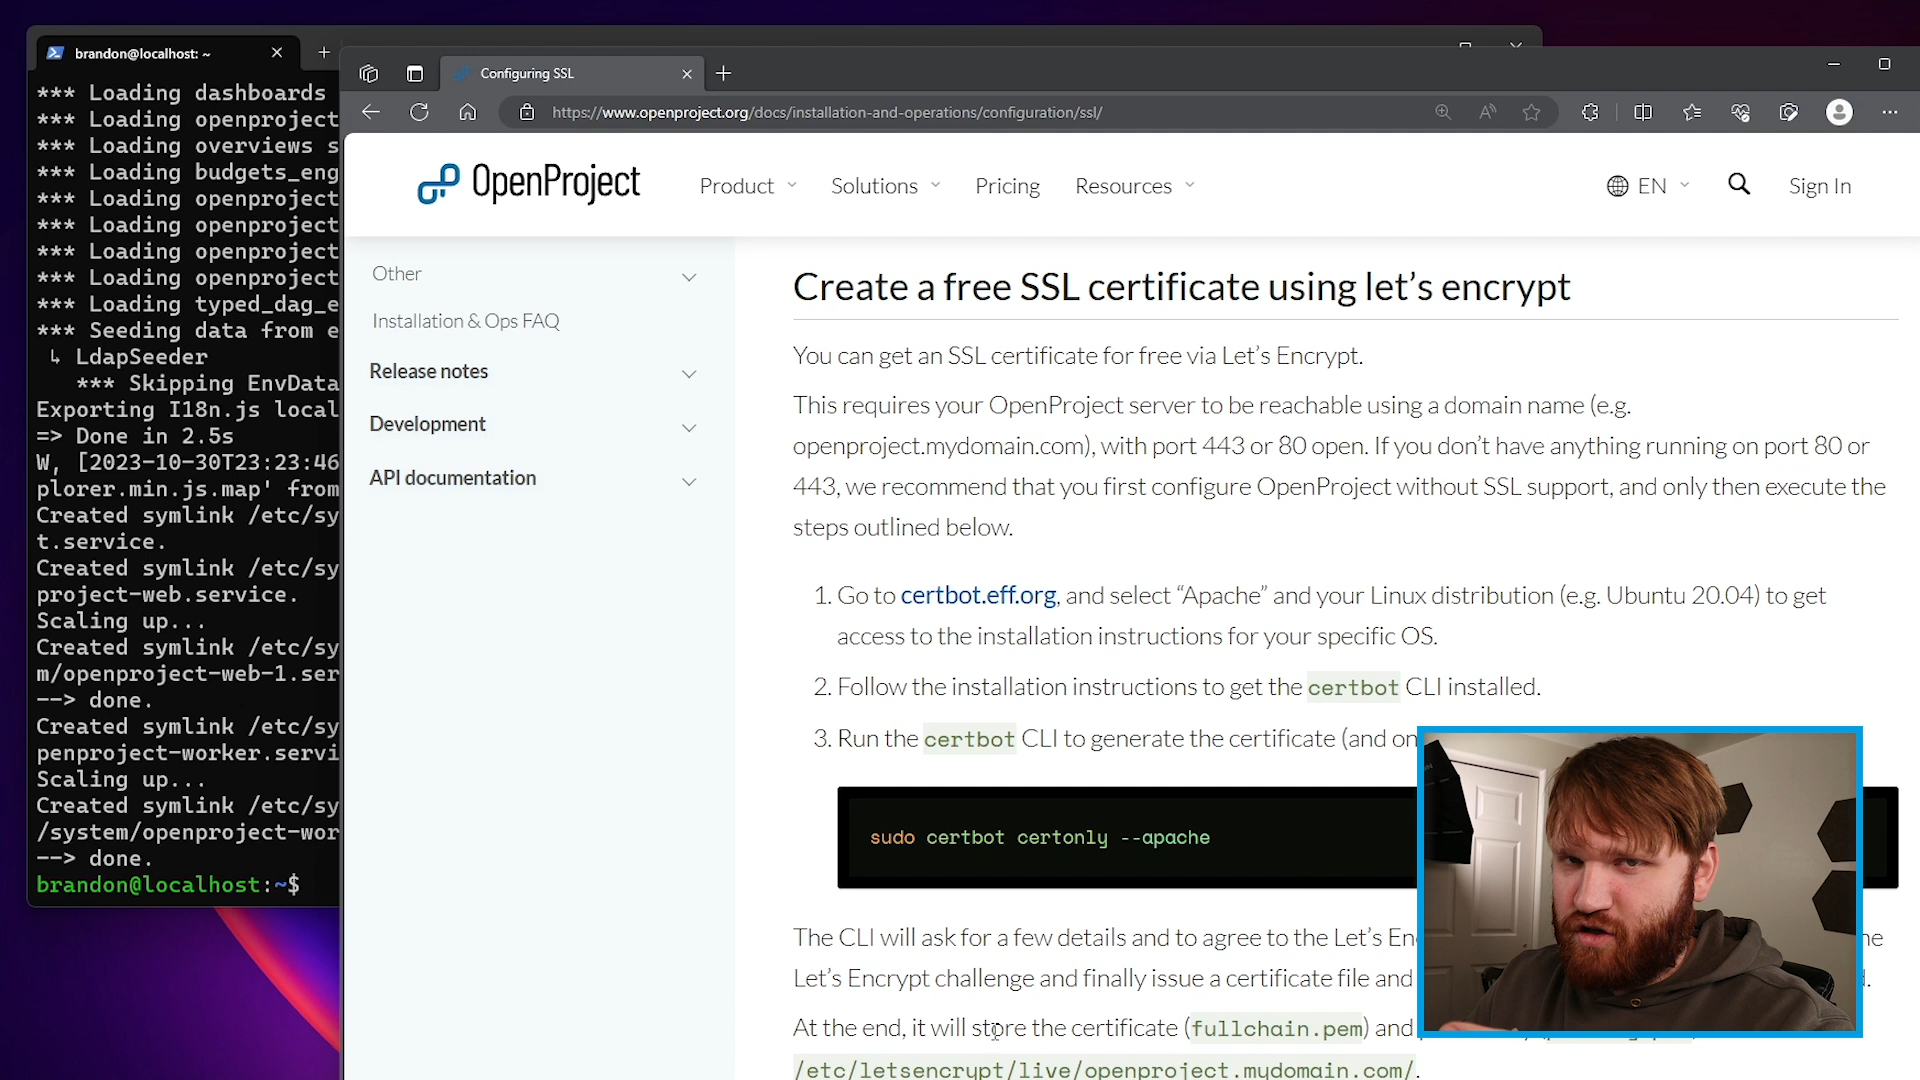 brandon@localhost: ~
*** Loading dashboards
*** Loading openproject
*** Loading overviews s
*** Loading budgets_eng
*** Loading openproject
*** Loading openproject
*** Loading openproject
*** Loading openproject
*** Loading typed_dag_e
*** Seeding data from e
↳ LdapSeeder
*** Skipping EnvData
Exporting I18n.js local
=> Done in 2.5s
W, [2023-10-30T23:23:46
plorer.min.js.map' from
Created symlink /etc/sy
t.service.
Created symlink /etc/sy
project-web.service.
Scaling up...
Created symlink /etc/sy
m/openproject-web-1.ser
--> done.
Created symlink /etc/sy
penproject-worker.servi
Scaling up...
Created symlink /etc/sy
/system/openproject-wor
--> done.
brandon@localhost:~$
Configuring SSL
https://www.openproject.org/docs/installation-and-operations/configuration/ssl/
OpenProject
Product
Solutions
Pricing
Resources
EN
Sign In
Other
Installation & Ops FAQ
Release notes
Development
API documentation
Create a free SSL certificate using let’s encrypt
You can get an SSL certificate for free via Let’s Encrypt.
This requires your OpenProject server to be reachable using a domain name (e.g.
openproject.mydomain.com), with port 443 or 80 open. If you don’t have anything running on port 80 or
443, we recommend that you first configure OpenProject without SSL support, and only then execute the
steps outlined below.
1. Go to certbot.eff.org, and select “Apache” and your Linux distribution (e.g. Ubuntu 20.04) to get
access to the installation instructions for your specific OS.
2. Follow the installation instructions to get the certbot CLI installed.
3. Run the certbot CLI to generate the certificate (and on
sudo certbot certonly --apache
The CLI will ask for a few details and to agree to the Let’s En
Let’s Encrypt challenge and finally issue a certificate file and
At the end, it will store the certificate (fullchain.pem) and
/etc/letsencrypt/live/openproject.mydomain.com/.